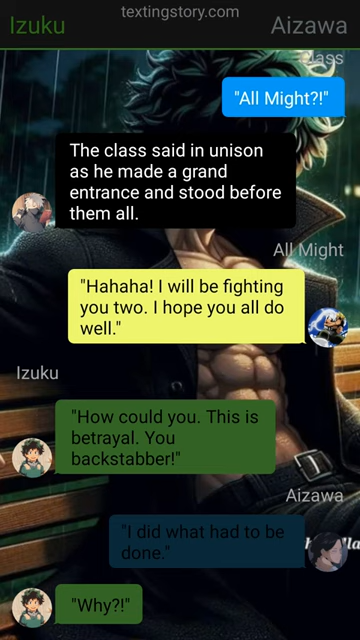 textingstory.com
Izuku
Aizawa
class
"All Might?!"
The class said in unison
as he made a grand
entrance and stood before
them all.
All Might
"Hahaha! I will be fighting
you two. I hope you all do
well."
Izuku
"How could you. This is
betrayal. You
backstabber!"
Aizawa
"I did what had to be
done."
"Why?!"